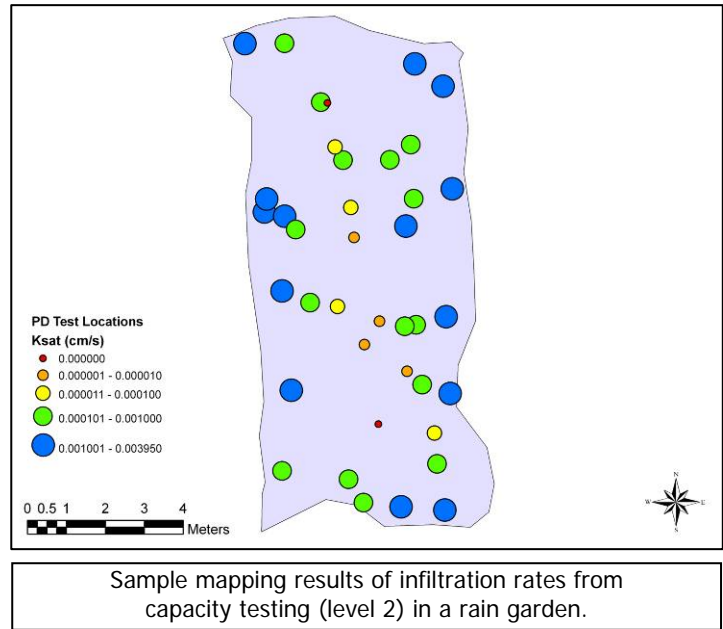 PD Test Locations
Ksat (cm/s)
0.000000
0.000001 - 0.000010
0.000011 - 0.000100
0.000101 - 0.001000
0.001001 - 0.003950
0 0.5 1 2 3 4
Meters
N
W E
S
Sample mapping results of infiltration rates from
capacity testing (level 2) in a rain garden.